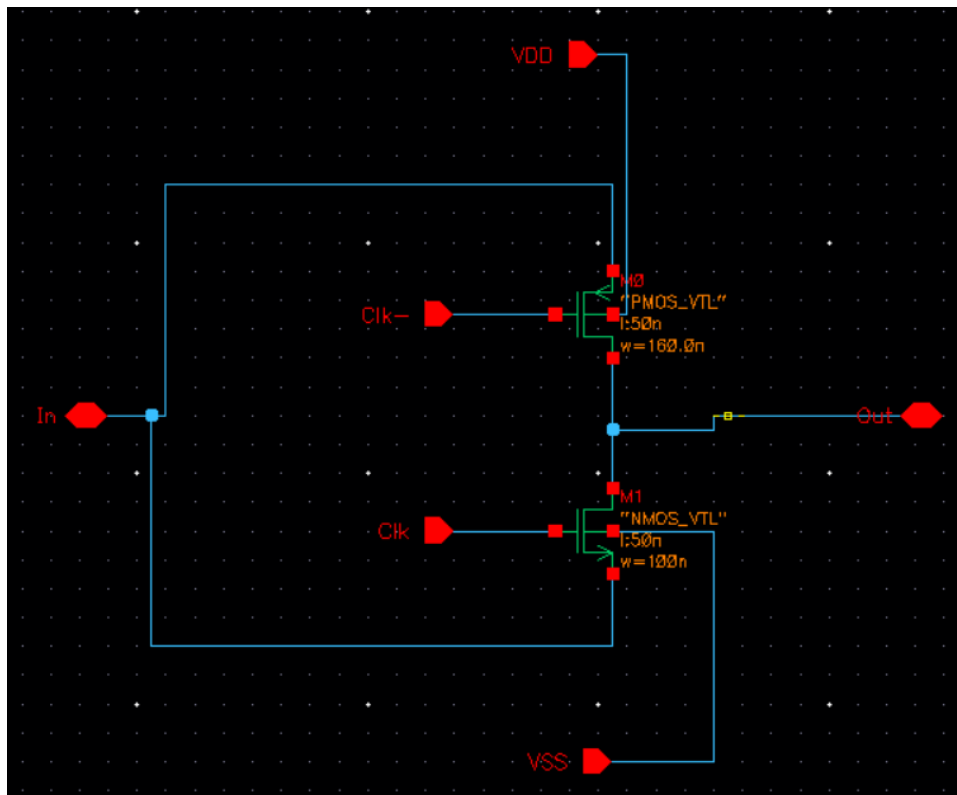 VDD
M0
"PMOS_VTL"
l:50n
w=160.0n
Clk-
In
Out
M1
"NMOS_VTL"
l:50n
w=100n
Clk
VSS